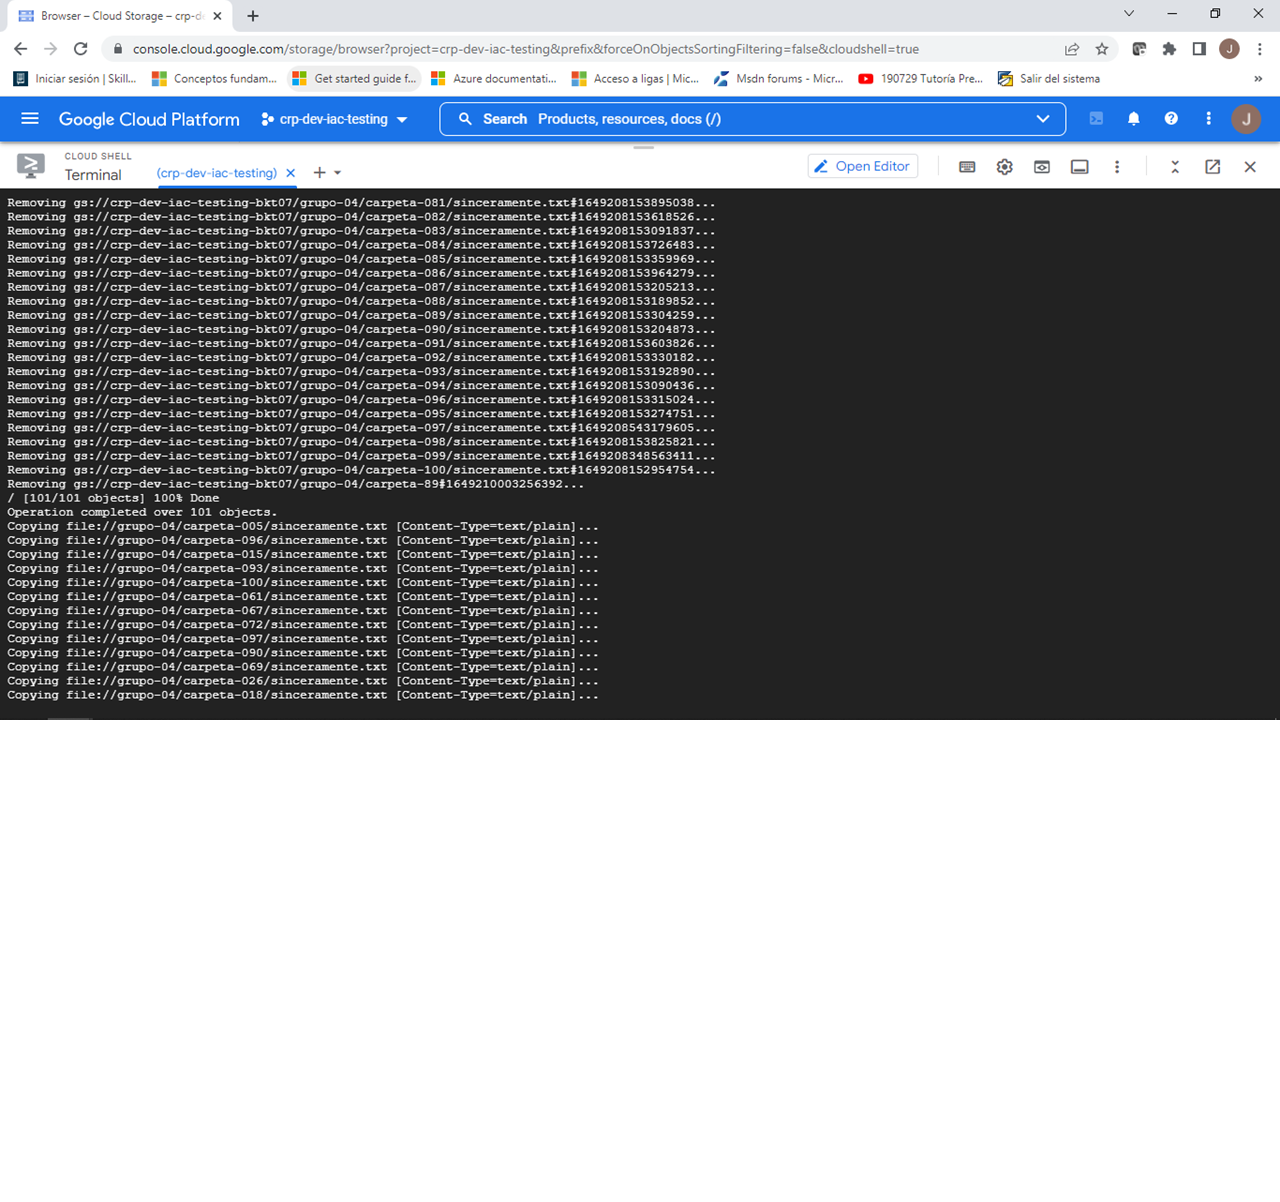 Browser – Cloud Storage – crp-de
console.cloud.google.com/storage/browser?project=crp-dev-iac-testing&prefix&forceOnObjectsSortingFiltering=false&cloudshell=true
J
Iniciar sesión | Skill... Conceptos fundam... Get started guide f... Azure documentati... Acceso a ligas | Mic... Msdn forums - Micr... 190729 Tutoría Pre... Salir del sistema »
Google Cloud Platform crp-dev-iac-testing Search Products, resources, docs (/) J
CLOUD SHELL
Terminal (crp-dev-iac-testing) Open Editor
Removing gs://crp-dev-iac-testing-bkt07/grupo-04/carpeta-081/sinceramente.txt#1649208153895038...
Removing gs://crp-dev-iac-testing-bkt07/grupo-04/carpeta-082/sinceramente.txt#1649208153618526...
Removing gs://crp-dev-iac-testing-bkt07/grupo-04/carpeta-083/sinceramente.txt#1649208153091837...
Removing gs://crp-dev-iac-testing-bkt07/grupo-04/carpeta-084/sinceramente.txt#1649208153726483...
Removing gs://crp-dev-iac-testing-bkt07/grupo-04/carpeta-085/sinceramente.txt#1649208153359969...
Removing gs://crp-dev-iac-testing-bkt07/grupo-04/carpeta-086/sinceramente.txt#1649208153964279...
Removing gs://crp-dev-iac-testing-bkt07/grupo-04/carpeta-087/sinceramente.txt#1649208153205213...
Removing gs://crp-dev-iac-testing-bkt07/grupo-04/carpeta-088/sinceramente.txt#1649208153189852...
Removing gs://crp-dev-iac-testing-bkt07/grupo-04/carpeta-089/sinceramente.txt#1649208153304259...
Removing gs://crp-dev-iac-testing-bkt07/grupo-04/carpeta-090/sinceramente.txt#1649208153204873...
Removing gs://crp-dev-iac-testing-bkt07/grupo-04/carpeta-091/sinceramente.txt#1649208153603826...
Removing gs://crp-dev-iac-testing-bkt07/grupo-04/carpeta-092/sinceramente.txt#1649208153330182...
Removing gs://crp-dev-iac-testing-bkt07/grupo-04/carpeta-093/sinceramente.txt#1649208153192890...
Removing gs://crp-dev-iac-testing-bkt07/grupo-04/carpeta-094/sinceramente.txt#1649208153090436...
Removing gs://crp-dev-iac-testing-bkt07/grupo-04/carpeta-096/sinceramente.txt#1649208153315024...
Removing gs://crp-dev-iac-testing-bkt07/grupo-04/carpeta-095/sinceramente.txt#1649208153274751...
Removing gs://crp-dev-iac-testing-bkt07/grupo-04/carpeta-097/sinceramente.txt#1649208543179605...
Removing gs://crp-dev-iac-testing-bkt07/grupo-04/carpeta-098/sinceramente.txt#1649208153825821...
Removing gs://crp-dev-iac-testing-bkt07/grupo-04/carpeta-099/sinceramente.txt#1649208348563411...
Removing gs://crp-dev-iac-testing-bkt07/grupo-04/carpeta-100/sinceramente.txt#1649208152954754...
Removing gs://crp-dev-iac-testing-bkt07/grupo-04/carpeta-89#1649210003256392...
/ [101/101 objects] 100% Done
Operation completed over 101 objects.
Copying file://grupo-04/carpeta-005/sinceramente.txt [Content-Type=text/plain]...
Copying file://grupo-04/carpeta-096/sinceramente.txt [Content-Type=text/plain]...
Copying file://grupo-04/carpeta-015/sinceramente.txt [Content-Type=text/plain]...
Copying file://grupo-04/carpeta-093/sinceramente.txt [Content-Type=text/plain]...
Copying file://grupo-04/carpeta-100/sinceramente.txt [Content-Type=text/plain]...
Copying file://grupo-04/carpeta-061/sinceramente.txt [Content-Type=text/plain]...
Copying file://grupo-04/carpeta-067/sinceramente.txt [Content-Type=text/plain]...
Copying file://grupo-04/carpeta-072/sinceramente.txt [Content-Type=text/plain]...
Copying file://grupo-04/carpeta-097/sinceramente.txt [Content-Type=text/plain]...
Copying file://grupo-04/carpeta-090/sinceramente.txt [Content-Type=text/plain]...
Copying file://grupo-04/carpeta-069/sinceramente.txt [Content-Type=text/plain]...
Copying file://grupo-04/carpeta-026/sinceramente.txt [Content-Type=text/plain]...
Copying file://grupo-04/carpeta-018/sinceramente.txt [Content-Type=text/plain]...